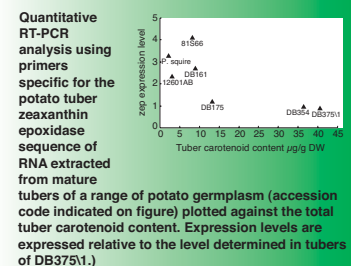 Quantitative
RT-PCR
analysis using
primers
specific for the
potato tuber
zeaxanthin
epoxidase
sequence of
RNA extracted
from mature
tubers of a range of potato germplasm (accession
code indicated on figure) plotted against the total
tuber carotenoid content. Expression levels are
expressed relative to the level determined in tubers
of DB375\1.)
zep expression level
5
4
3
2
1
0
81S66
P. squire
DB161
12601AB
DB175
DB354
DB375\1
0 5 10 15 20 25 30 35 40 45
Tuber carotenoid content µg/g DW